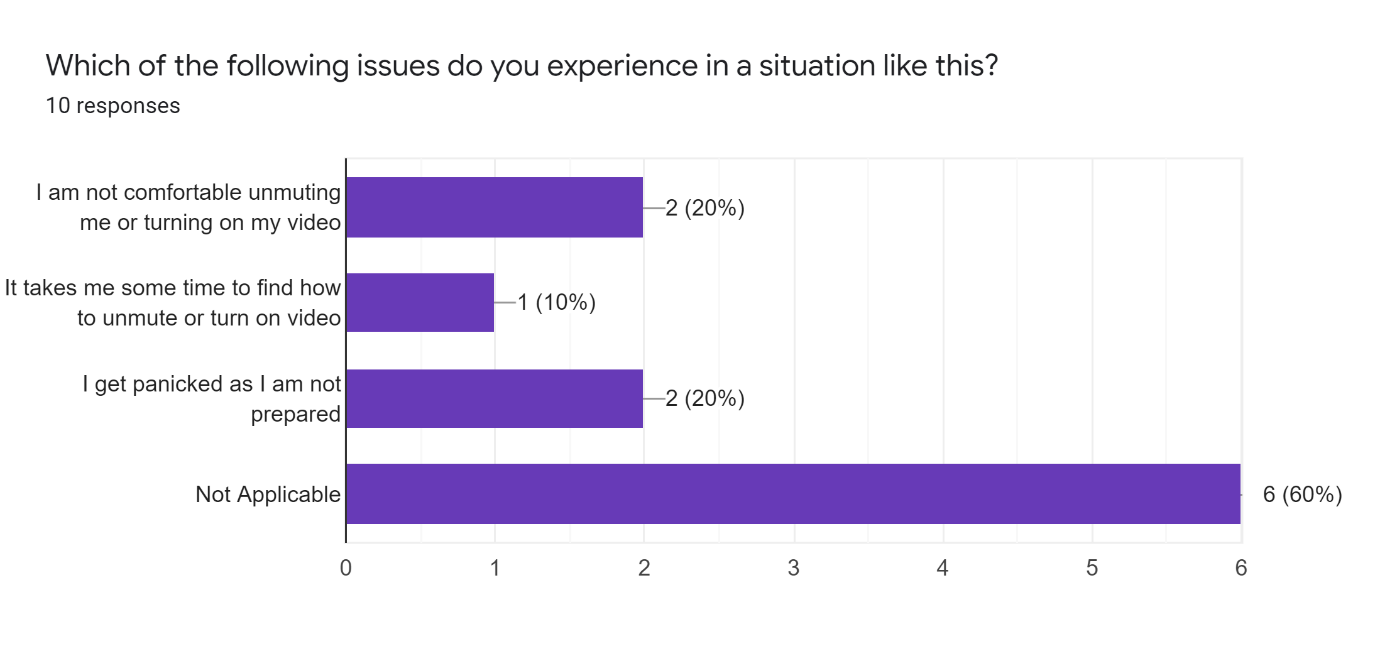 Which of the following issues do you experience in a situation like this?
10 responses
I am not comfortable unmuting
me or turning on my video
2 (20%)
It takes me some time to find how
to unmute or turn on video
1 (10%)
I get panicked as I am not
prepared
2 (20%)
Not Applicable
6 (60%)
0 1 2 3 4 5 6